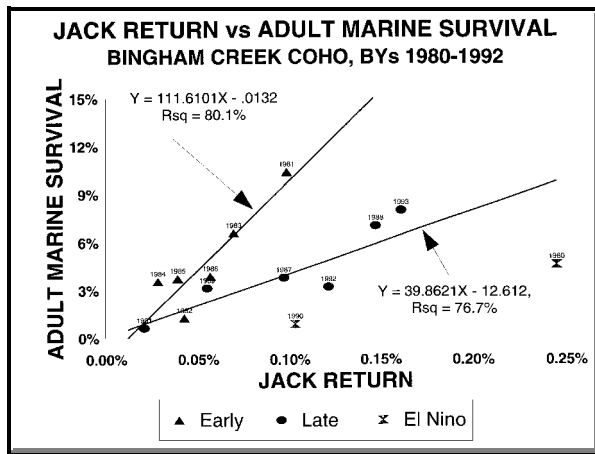 JACK RETURN vs ADULT MARINE SURVIVAL
BINGHAM CREEK COHO, BYs 1980-1992
ADULT MARINE SURVIVAL
15%
12%
9%
6%
3%
0%
Y = 111.6101X - .0132
Rsq = 80.1%
1981
1993
1983
1988
1984
1985
1986
1987
1982
1982
1990
1980
Y = 39.8621X - 12.612,
Rsq = 76.7%
0.00%
0.05%
0.10%
0.15%
0.20%
0.25%
JACK RETURN
Early
Late
El Nino